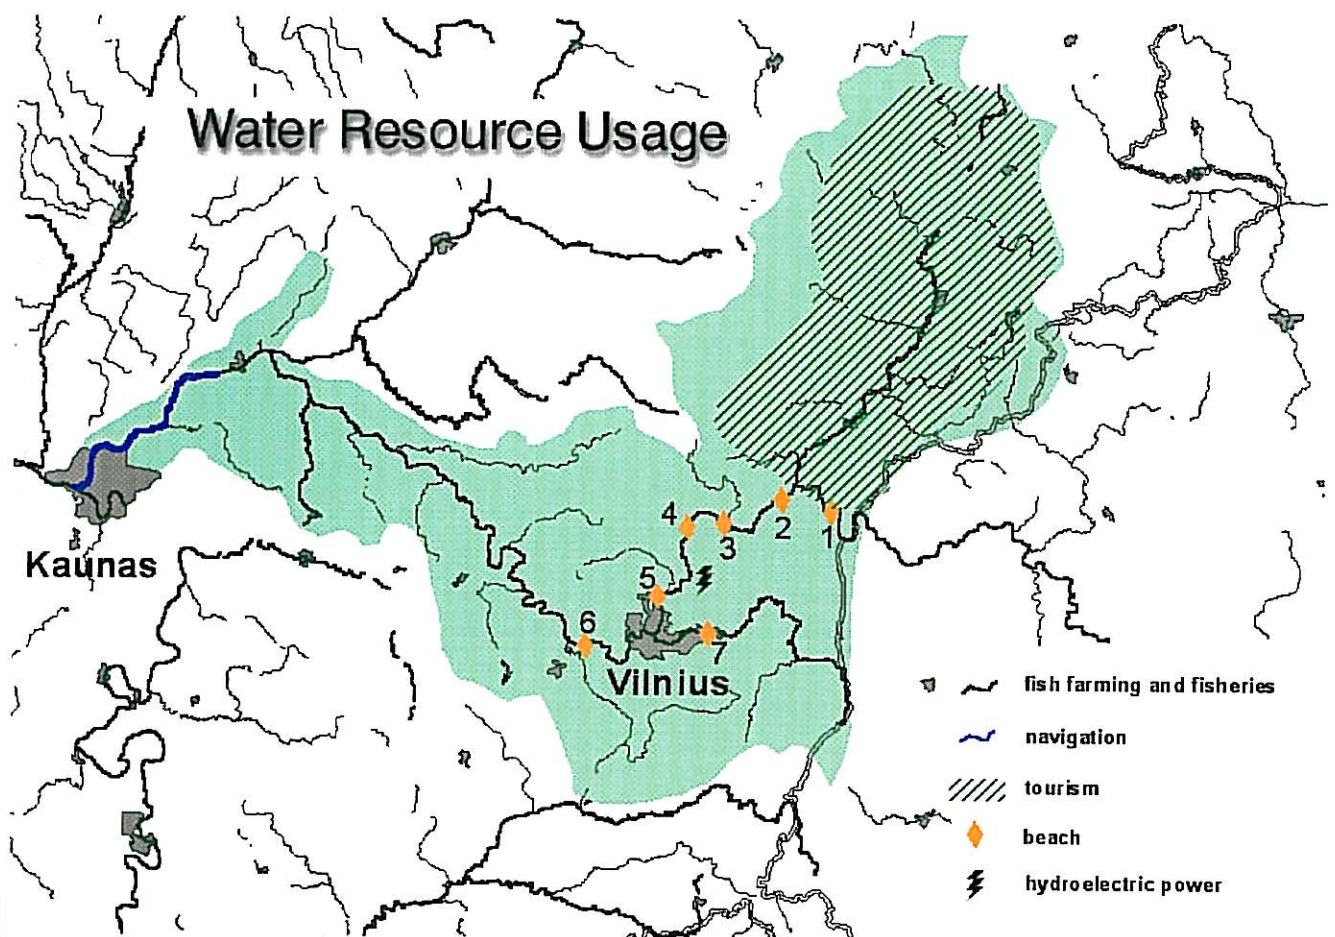 Water Resource Usage
4
3
2
1
5
6
7
Kaunas
Vilnius
fish farming and fisheries
navigation
tourism
beach
hydroelectric power